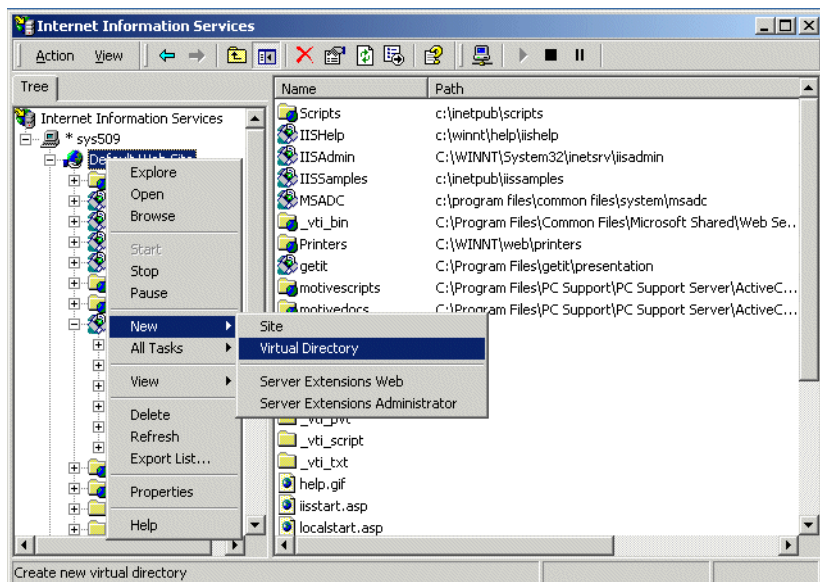 Internet Information Services
Action View
Tree
Name Path
Internet Information Services
* sys509
Default Web Site
Scripts c:\inetpub\scripts
IISHelp c:\winnt\help\iishelp
IISAdmin C:\WINNT\System32\inetsrv\iisadmin
IISSamples c:\inetpub\iissamples
MSADC c:\program files\common files\system\msadc
_vti_bin C:\Program Files\Common Files\Microsoft Shared\Web Se...
Printers C:\WINNT\web\printers
getit C:\Program Files\getit\presentation
motivescripts C:\Program Files\PC Support\PC Support Server\ActiveC...
motivedocs C:\Program Files\PC Support\PC Support Server\ActiveC...
_vti_pvt
_vti_script
_vti_txt
help.gif
iisstart.asp
localstart.asp
Explore
Open
Browse
Start
Stop
Pause
New
All Tasks
View
Delete
Refresh
Export List...
Properties
Help
Site
Virtual Directory
Server Extensions Web
Server Extensions Administrator
Create new virtual directory